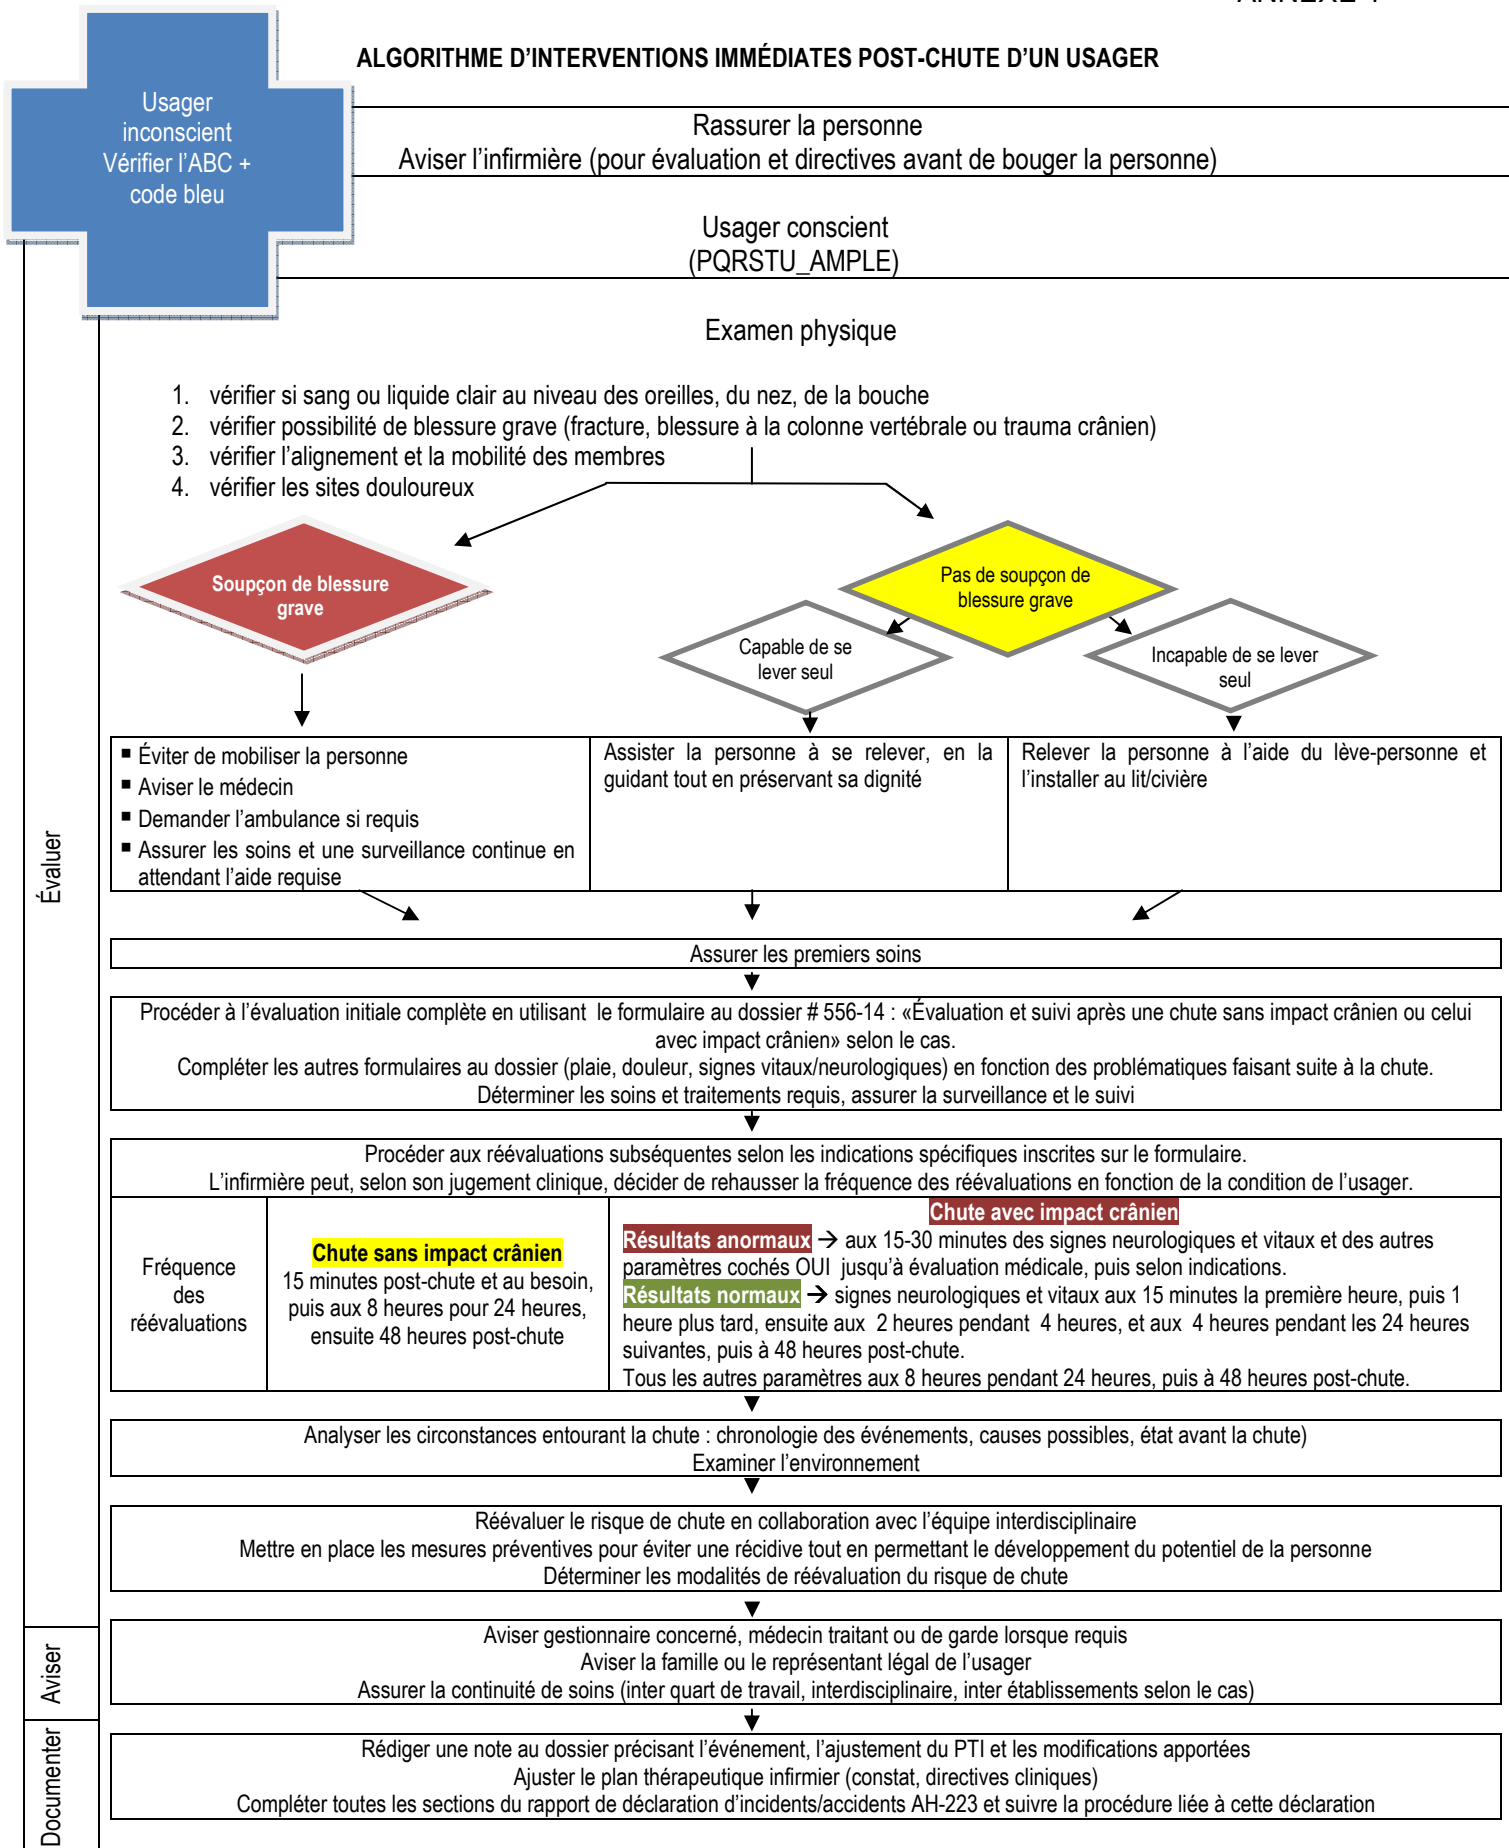 ALGORITHME D’INTERVENTIONS IMMÉDIATES POST-CHUTE D’UN USAGER
Usager
inconscient
Vérifier l’ABC +
code bleu
Rassurer la personne
Aviser l’infirmière (pour évaluation et directives avant de bouger la personne)
Usager conscient
(PQRSTU_AMPLE)
Examen physique
1. vérifier si sang ou liquide clair au niveau des oreilles, du nez, de la bouche
2. vérifier possibilité de blessure grave (fracture, blessure à la colonne vertébrale ou trauma crânien)
3. vérifier l’alignement et la mobilité des membres
4. vérifier les sites douloureux
Soupçon de blessure
grave
Pas de soupçon de
blessure grave
Capable de se
lever seul
Incapable de se lever
seul
Évaluer
▪ Éviter de mobiliser la personne
▪ Aviser le médecin
▪ Demander l’ambulance si requis
▪ Assurer les soins et une surveillance continue en
attendant l’aide requise
Assister la personne à se relever, en la
guidant tout en préservant sa dignité
Relever la personne à l’aide du lève-personne et
l’installer au lit/civière
Assurer les premiers soins
Procéder à l’évaluation initiale complète en utilisant le formulaire au dossier # 556-14 : «Évaluation et suivi après une chute sans impact crânien ou celui
avec impact crânien» selon le cas.
Compléter les autres formulaires au dossier (plaie, douleur, signes vitaux/neurologiques) en fonction des problématiques faisant suite à la chute.
Déterminer les soins et traitements requis, assurer la surveillance et le suivi
Procéder aux réévaluations subséquentes selon les indications spécifiques inscrites sur le formulaire.
L’infirmière peut, selon son jugement clinique, décider de rehausser la fréquence des réévaluations en fonction de la condition de l’usager.
Fréquence
des
réévaluations
Chute sans impact crânien
15 minutes post-chute et au besoin,
puis aux 8 heures pour 24 heures,
ensuite 48 heures post-chute
Chute avec impact crânien
Résultats anormaux → aux 15-30 minutes des signes neurologiques et vitaux et des autres
paramètres cochés OUI jusqu’à évaluation médicale, puis selon indications.
Résultats normaux → signes neurologiques et vitaux aux 15 minutes la première heure, puis 1
heure plus tard, ensuite aux 2 heures pendant 4 heures, et aux 4 heures pendant les 24 heures
suivantes, puis à 48 heures post-chute.
Tous les autres paramètres aux 8 heures pendant 24 heures, puis à 48 heures post-chute.
Analyser les circonstances entourant la chute : chronologie des événements, causes possibles, état avant la chute)
Examiner l’environnement
Réévaluer le risque de chute en collaboration avec l’équipe interdisciplinaire
Mettre en place les mesures préventives pour éviter une récidive tout en permettant le développement du potentiel de la personne
Déterminer les modalités de réévaluation du risque de chute
Aviser
Aviser gestionnaire concerné, médecin traitant ou de garde lorsque requis
Aviser la famille ou le représentant légal de l’usager
Assurer la continuité de soins (inter quart de travail, interdisciplinaire, inter établissements selon le cas)
Documenter
Rédiger une note au dossier précisant l’événement, l’ajustement du PTI et les modifications apportées
Ajuster le plan thérapeutique infirmier (constat, directives cliniques)
Compléter toutes les sections du rapport de déclaration d’incidents/accidents AH-223 et suivre la procédure liée à cette déclaration